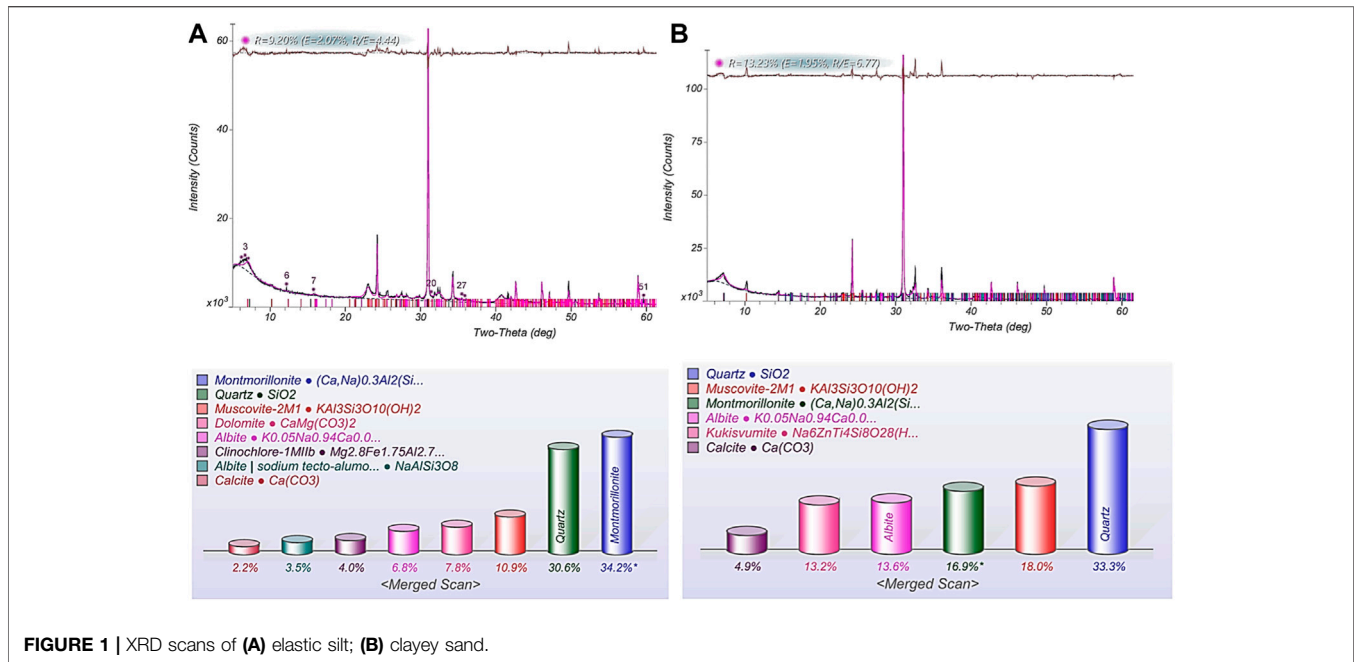 A
R=9.20% (E=2.07%, R/E=4.44)
60
40
20
x10^3
Intensity (Counts)
3
6
7
20
27
51
10
20
30
40
50
60
Two-Theta (deg)
Montmorillonite ● (Ca,Na)0.3Al2(Si...
Quartz ● SiO2
Muscovite-2M1 ● KAl3Si3O10(OH)2
Dolomite ● CaMg(CO3)2
Albite ● K0.05Na0.94Ca0.0...
Clinochlore-1MIIb ● Mg2.8Fe1.75Al2.7...
Albite | sodium tecto-alumo... ● NaAlSi3O8
Calcite ● Ca(CO3)
Quartz
Montmorillonite
2.2% 3.5% 4.0% 6.8% 7.8% 10.9% 30.6% 34.2%*
<Merged Scan>
B
R=13.23% (E=1.95%, R/E=6.77)
100
75
50
25
x10^3
Intensity (Counts)
10
20
30
40
50
60
Two-Theta (deg)
Quartz ● SiO2
Muscovite-2M1 ● KAl3Si3O10(OH)2
Montmorillonite ● (Ca,Na)0.3Al2(Si...
Albite ● K0.05Na0.94Ca0.0...
Kukisvumite ● Na6ZnTi4Si8O28(H...
Calcite ● Ca(CO3)
Albite
Quartz
4.9% 13.2% 13.6% 16.9%* 18.0% 33.3%
<Merged Scan>
FIGURE 1 | XRD scans of (A) elastic silt; (B) clayey sand.